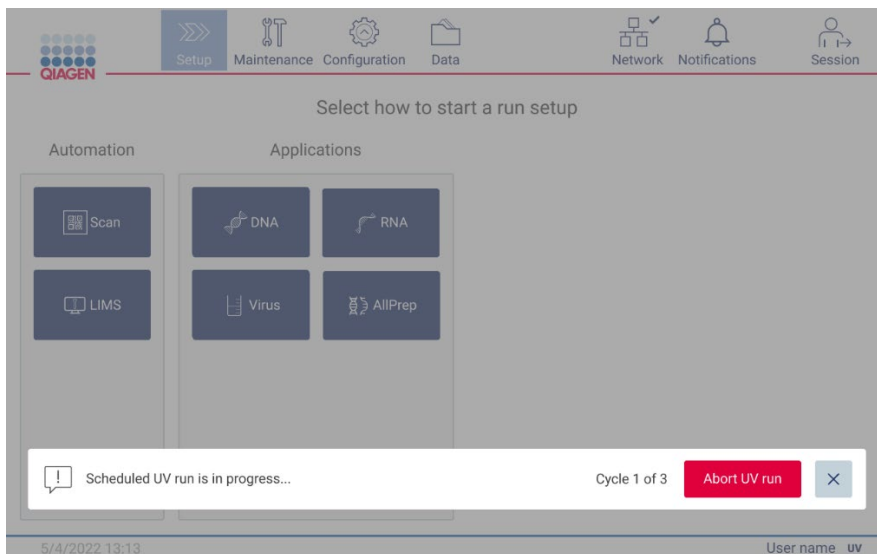 QIAGEN
Setup Maintenance Configuration Data Network Notifications Session
Select how to start a run setup
Automation Applications
Scan DNA RNA
LIMS Virus AllPrep
Scheduled UV run is in progress... Cycle 1 of 3 Abort UV run
5/4/2022 13:13 User name UV